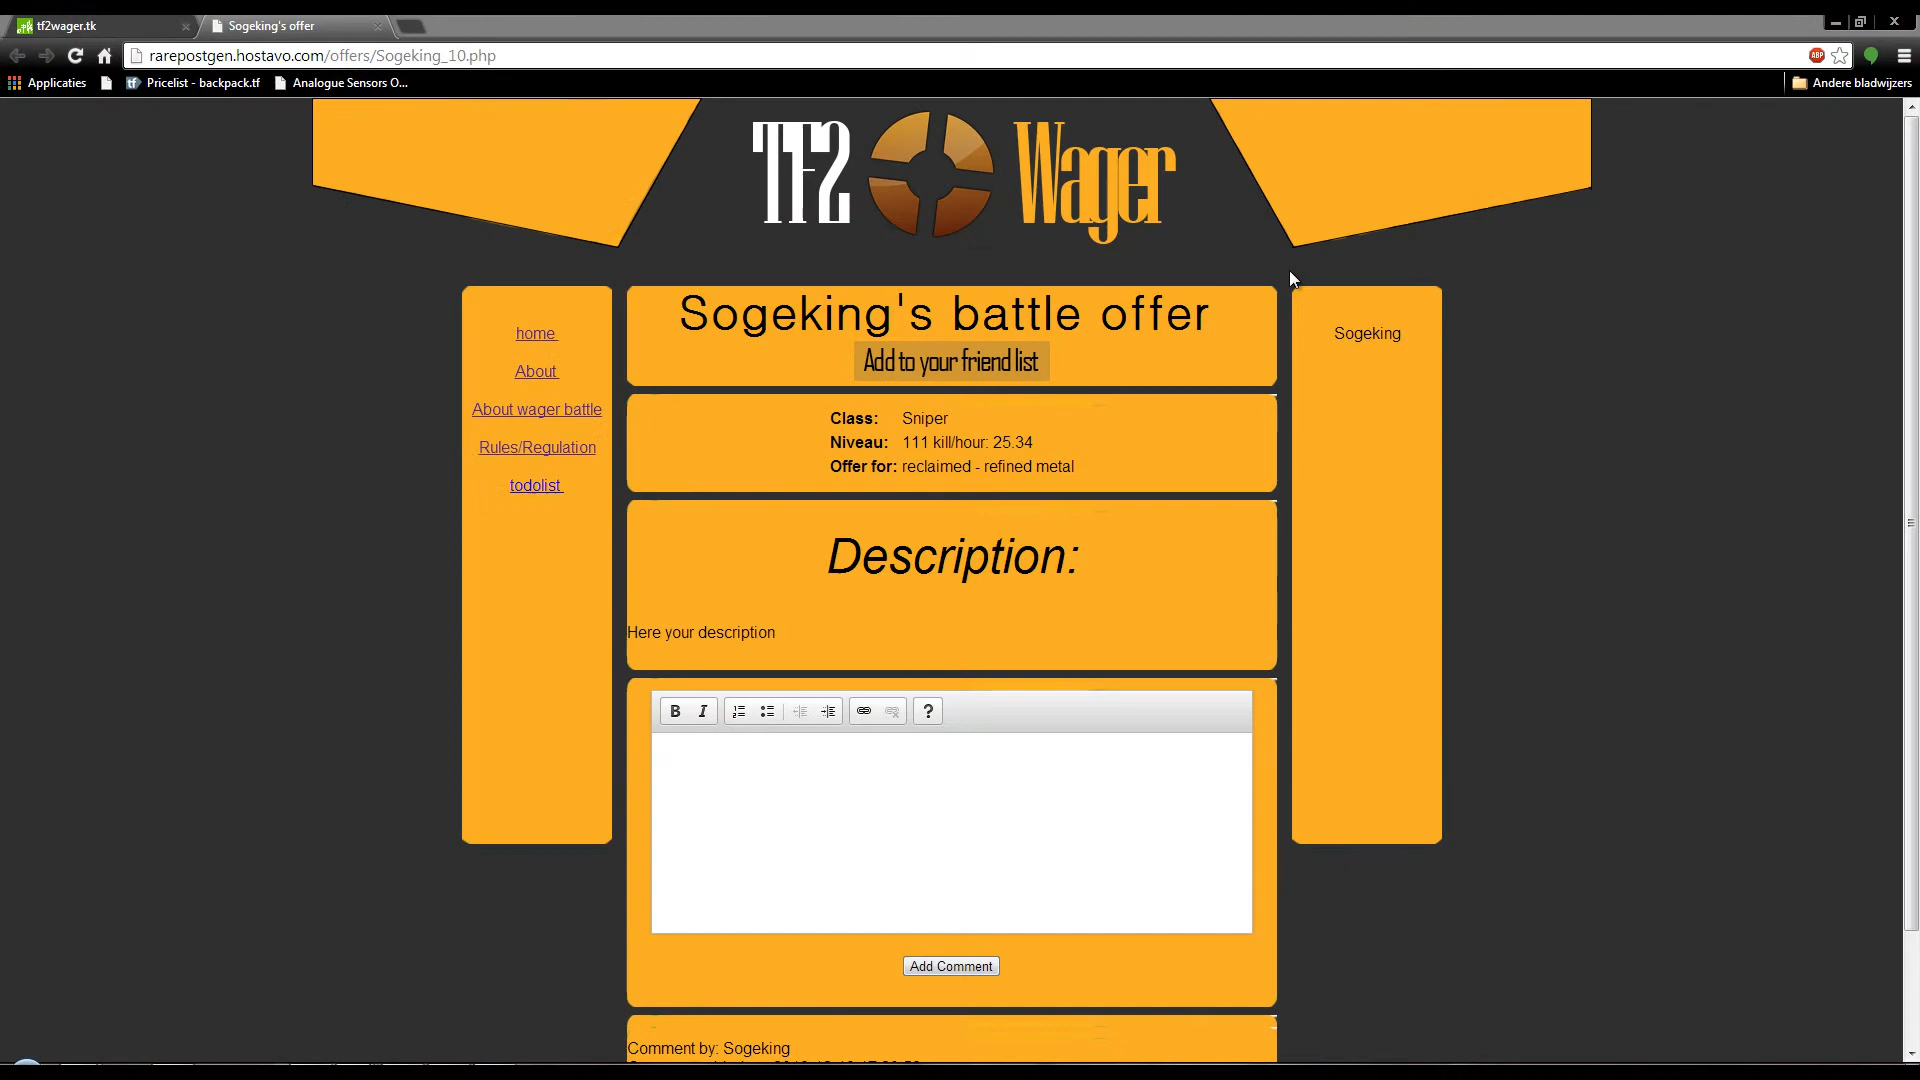 tf2wager.tk
Sogeking's offer
rarepostgen.hostavo.com/offers/Sogeking_10.php
ABP
Applicaties
tf Pricelist - backpack.tf
Analogue Sensors O...
Andere bladwijzers
TF2 Wager
Sogeking's battle offer
Add to your friend list
home
About
About wager battle
Rules/Regulation
todolist
Sogeking
Class: Sniper
Niveau: 111 kill/hour: 25.34
Offer for: reclaimed - refined metal
Description:
Here your description
B I ?
Add Comment
Comment by: Sogeking